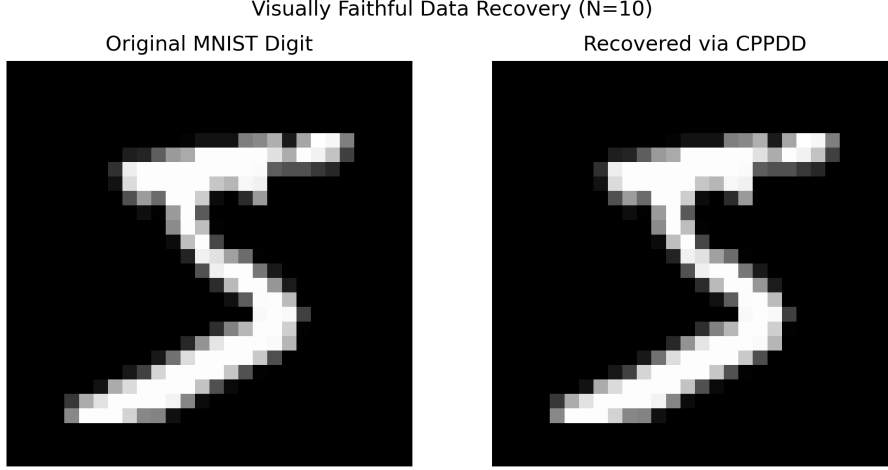 Visually Faithful Data Recovery (N=10)
Original MNIST Digit
Recovered via CPPDD